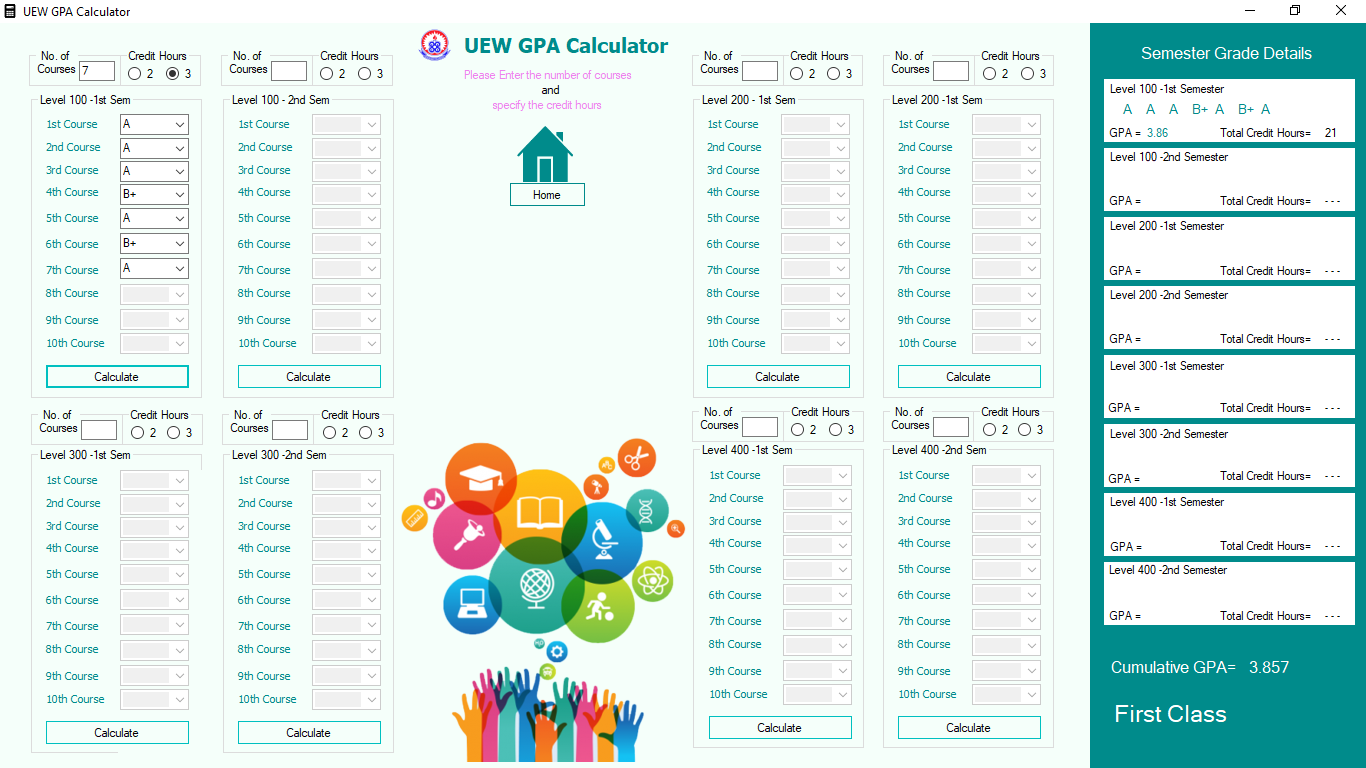 UEW GPA Calculator
UEW GPA Calculator
Please Enter the number of courses
and
specify the credit hours
Home
No. of Courses 7 Credit Hours 2 3
Level 100 -1st Sem
1st Course A
2nd Course A
3rd Course A
4th Course B+
5th Course A
6th Course B+
7th Course A
8th Course
9th Course
10th Course
Calculate
No. of Courses Credit Hours 2 3
Level 100 - 2nd Sem
1st Course
2nd Course
3rd Course
4th Course
5th Course
6th Course
7th Course
8th Course
9th Course
10th Course
Calculate
No. of Courses Credit Hours 2 3
Level 200 - 1st Sem
1st Course
2nd Course
3rd Course
4th Course
5th Course
6th Course
7th Course
8th Course
9th Course
10th Course
Calculate
No. of Courses Credit Hours 2 3
Level 200 -1st Sem
1st Course
2nd Course
3rd Course
4th Course
5th Course
6th Course
7th Course
8th Course
9th Course
10th Course
Calculate
No. of Courses Credit Hours 2 3
Level 300 -1st Sem
1st Course
2nd Course
3rd Course
4th Course
5th Course
6th Course
7th Course
8th Course
9th Course
10th Course
Calculate
No. of Courses Credit Hours 2 3
Level 300 -2nd Sem
1st Course
2nd Course
3rd Course
4th Course
5th Course
6th Course
7th Course
8th Course
9th Course
10th Course
Calculate
No. of Courses Credit Hours 2 3
Level 400 -1st Sem
1st Course
2nd Course
3rd Course
4th Course
5th Course
6th Course
7th Course
8th Course
9th Course
10th Course
Calculate
No. of Courses Credit Hours 2 3
Level 400 -2nd Sem
1st Course
2nd Course
3rd Course
4th Course
5th Course
6th Course
7th Course
8th Course
9th Course
10th Course
Calculate
Semester Grade Details
Level 100 -1st Semester
A A A B+ A B+ A
GPA = 3.86 Total Credit Hours= 21
Level 100 -2nd Semester
GPA = Total Credit Hours= - - -
Level 200 -1st Semester
GPA = Total Credit Hours= - - -
Level 200 -2nd Semester
GPA = Total Credit Hours= - - -
Level 300 -1st Semester
GPA = Total Credit Hours= - - -
Level 300 -2nd Semester
GPA = Total Credit Hours= - - -
Level 400 -1st Semester
GPA = Total Credit Hours= - - -
Level 400 -2nd Semester
GPA = Total Credit Hours= - - -
Cumulative GPA= 3.857
First Class